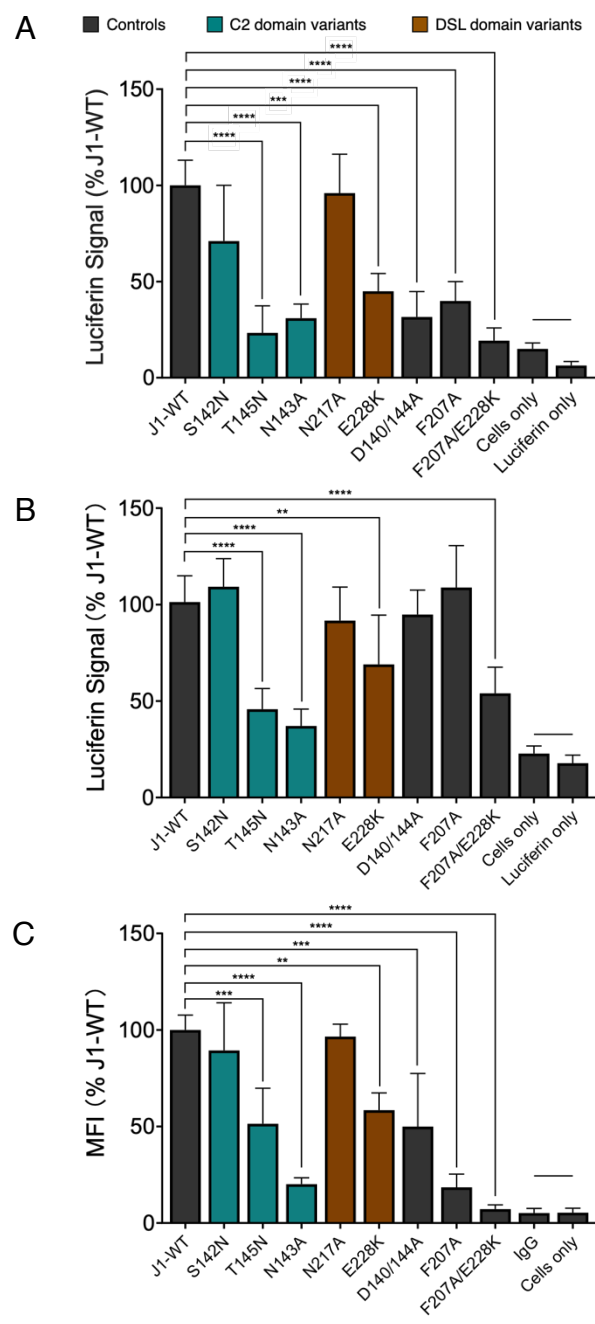 A
Controls
C2 domain variants
DSL domain variants
****
****
****
***
****
****
150
100
50
0
Luciferin Signal (%J1-WT)
J1-WT
S142N
T145N
N143A
N217A
E228K
D140/144A
F207A
F207A/E228K
Cells only
Luciferin only
B
****
**
****
****
150
100
50
0
Luciferin Signal (% J1-WT)
J1-WT
S142N
T145N
N143A
N217A
E228K
D140/144A
F207A
F207A/E228K
Cells only
Luciferin only
C
****
****
***
**
****
***
150
100
50
0
MFI (% J1-WT)
J1-WT
S142N
T145N
N143A
N217A
E228K
D140/144A
F207A
F207A/E228K
IgG
Cells only